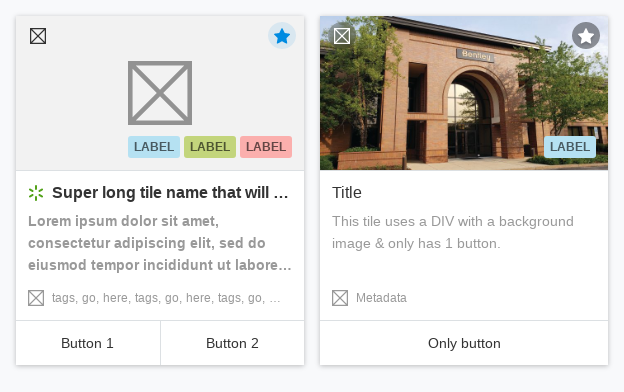 LABEL LABEL LABEL
Super long tile name that will ...
Lorem ipsum dolor sit amet,
consectetur adipiscing elit, sed do
eiusmod tempor incididunt ut labore...
tags, go, here, tags, go, here, tags, go, ...
Button 1 Button 2
Bentley
LABEL
Title
This tile uses a DIV with a background
image & only has 1 button.
Metadata
Only button